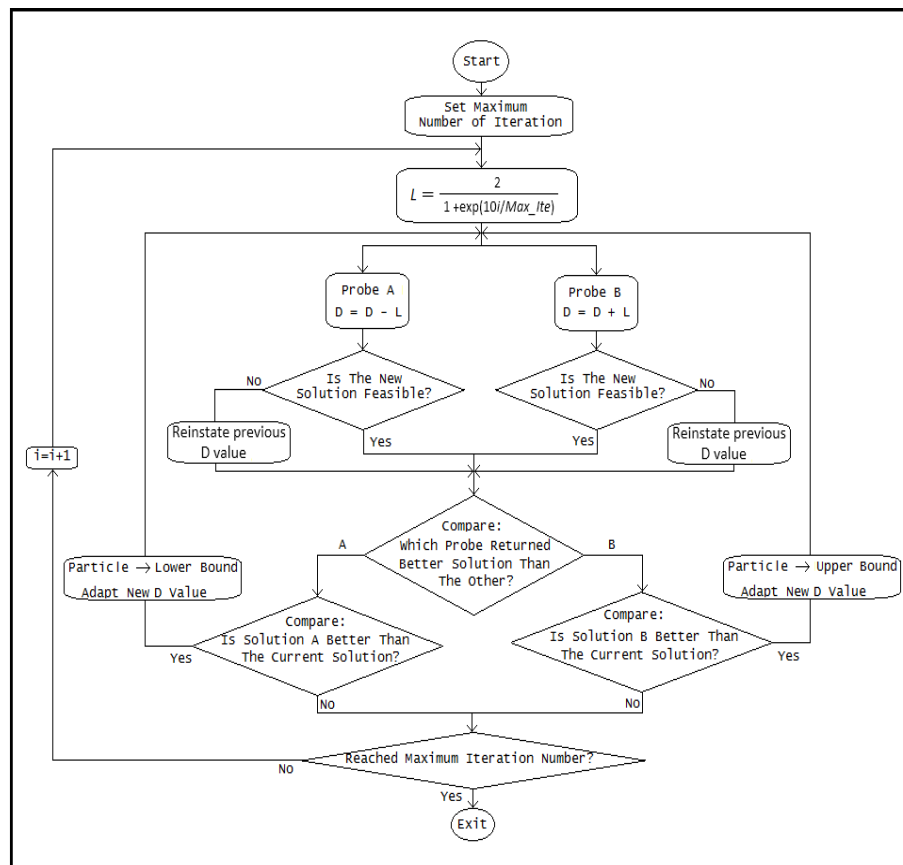 Start
Set Maximum
Number of Iteration
L = 2 / 1 +exp(10i/Max_Ite)
Probe A
D = D – L
Probe B
D = D + L
Is The New
Solution Feasible?
No
Yes
Is The New
Solution Feasible?
No
Yes
Reinstate previous
D value
Reinstate previous
D value
i=i+1
Compare:
Which Probe Returned
Better Solution Than
The Other?
A
B
Particle → Lower Bound
Adapt New D Value
Particle → Upper Bound
Adapt New D Value
Compare:
Is Solution A Better Than
The Current Solution?
Yes
No
Compare:
Is Solution B Better Than
The Current Solution?
Yes
No
Reached Maximum Iteration Number?
No
Yes
Exit